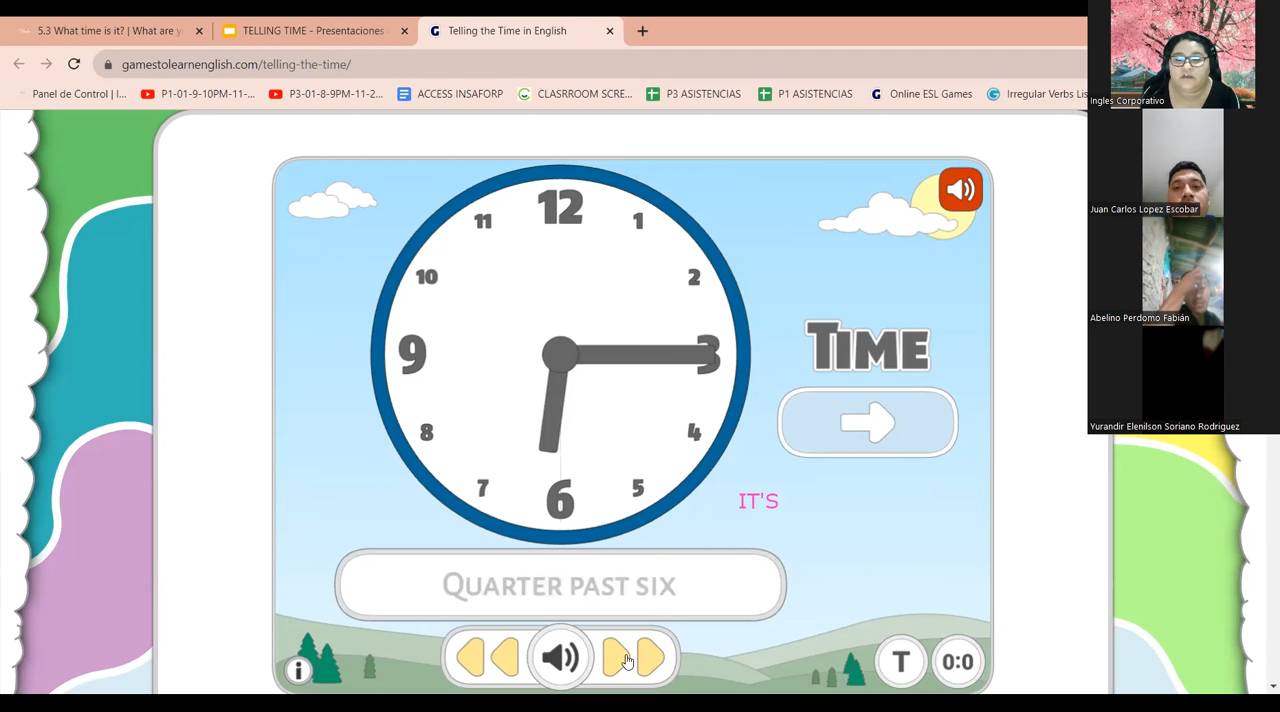 5.3 What time is it? | What are yo
TELLING TIME - Presentaciones
Telling the Time in English
gamestolearnenglish.com/telling-the-time/
Panel de Control | I...
P1-01-9-10PM-11-...
P3-01-8-9PM-11-2...
ACCESS INSAFORP
CLASRROOM SCRE...
P3 ASISTENCIAS
P1 ASISTENCIAS
Online ESL Games
Irregular Verbs Lis
Ingles Corporativo
Juan Carlos Lopez Escobar
Abelino Perdomo Fabián
Yurandir Elenilson Soriano Rodriguez
12
11
1
10
2
9
3
8
4
7
5
6
TIME
IT'S
QUARTER PAST SIX
i
T
0:0